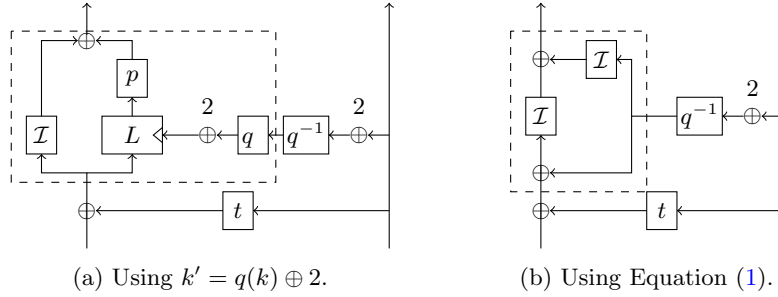 𝓘 p L 2 q q⁻¹ 2 t
𝓘 𝓘 q⁻¹ 2 t
(a) Using k′ = q(k) ⊕ 2.
(b) Using Equation (1).